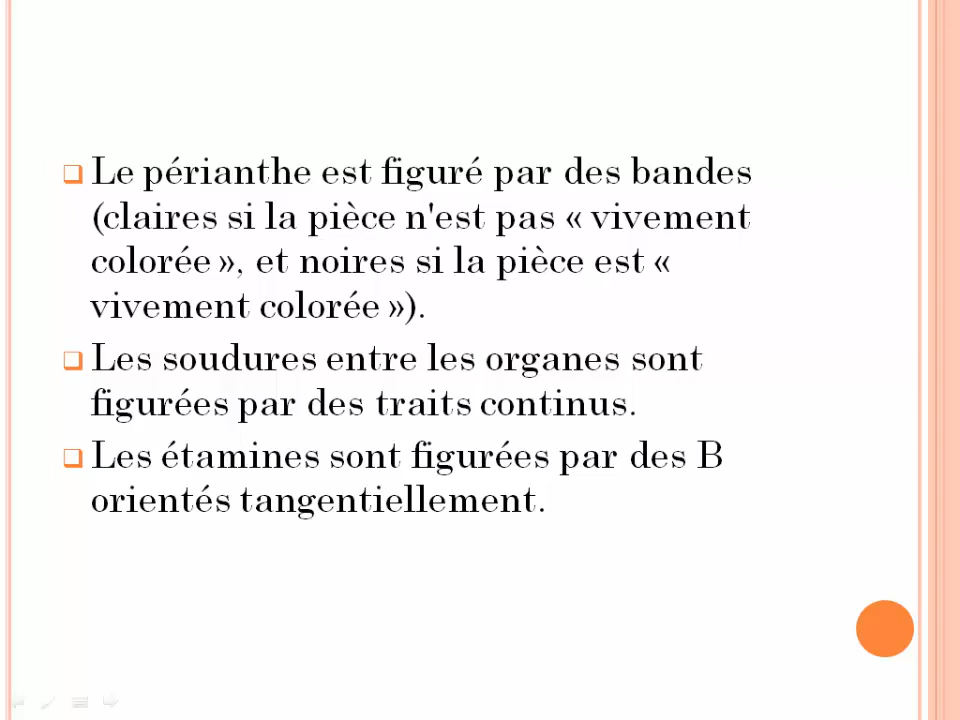 Le périanthe est figuré par des bandes
(claires si la pièce n'est pas « vivement
colorée », et noires si la pièce est «
vivement colorée »).
Les soudures entre les organes sont
figurées par des traits continus.
Les étamines sont figurées par des B
orientés tangentiellement.